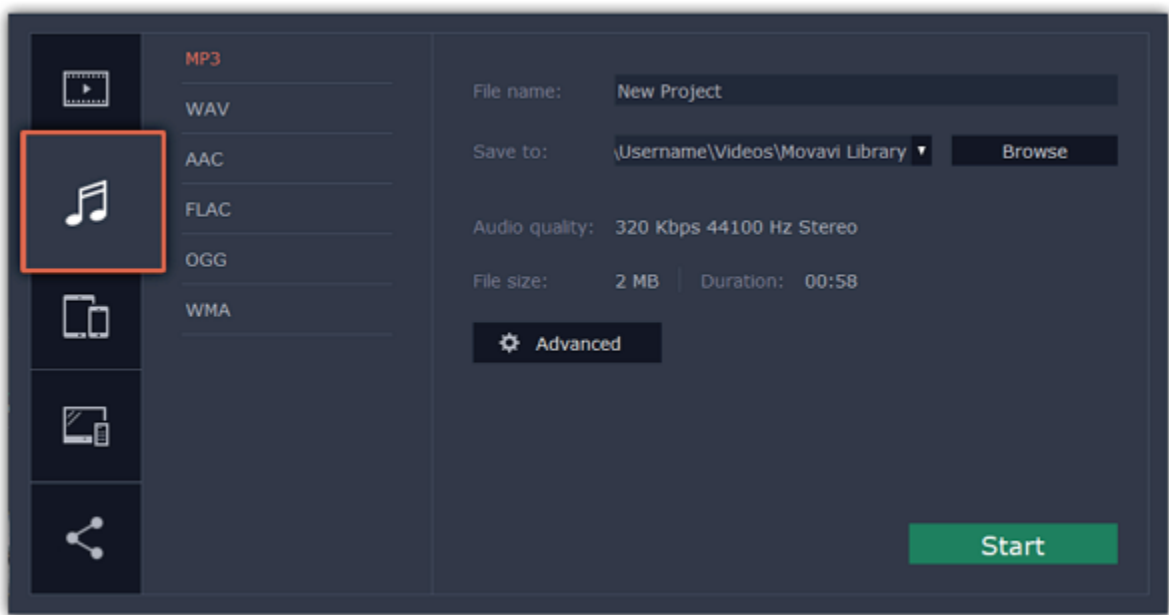 MP3
WAV
AAC
FLAC
OGG
WMA
File name: New Project
Save to: \Username\Videos\Movavi Library Browse
Audio quality: 320 Kbps 44100 Hz Stereo
File size: 2 MB Duration: 00:58
Advanced
Start